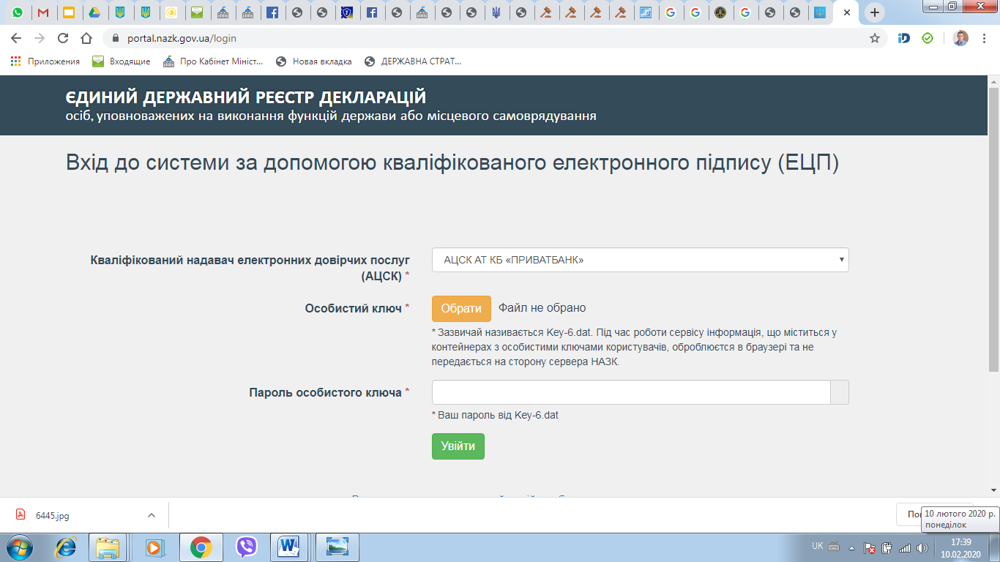 portal.nazk.gov.ua/login
Приложения Входящие Про Кабінет Мініст... Новая вкладка ДЕРЖАВНА СТРАТ...
ЄДИНИЙ ДЕРЖАВНИЙ РЕЄСТР ДЕКЛАРАЦІЙ
осіб, уповноважених на виконання функцій держави або місцевого самоврядування
Вхід до системи за допомогою кваліфікованого електронного підпису (ЕЦП)
Кваліфікований надавач електронних довірчих послуг
(АЦСК) *
АЦСК АТ КБ «ПРИВАТБАНК»
Особистий ключ *
Обрати Файл не обрано
* Зазвичай називається Key-6.dat. Під час роботи сервісу інформація, що міститься у
контейнерах з особистими ключами користувачів, оброблюєтся в браузері та не
передається на сторону сервера НАЗК.
Пароль особистого ключа *
* Ваш пароль від Key-6.dat
Увійти
6445.jpg
10 лютого 2020 р.
понеділок
UK
17:39
10.02.2020